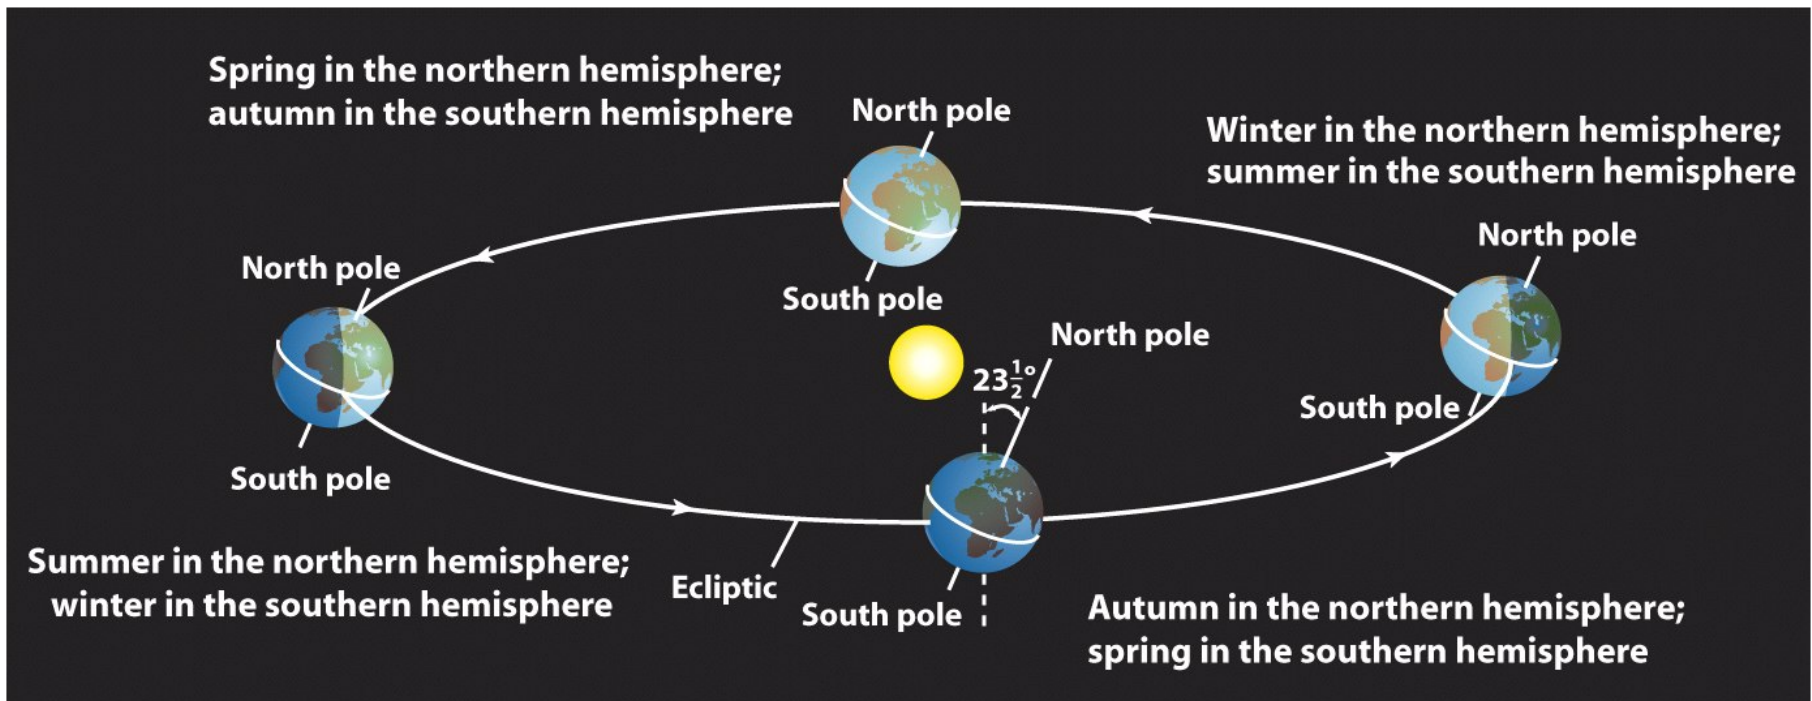 Spring in the northern hemisphere;
autumn in the southern hemisphere
North pole
Winter in the northern hemisphere;
summer in the southern hemisphere
North pole
North pole
South pole
North pole
23½°
South pole
South pole
Summer in the northern hemisphere;
winter in the southern hemisphere
Ecliptic
South pole
Autumn in the northern hemisphere;
spring in the southern hemisphere